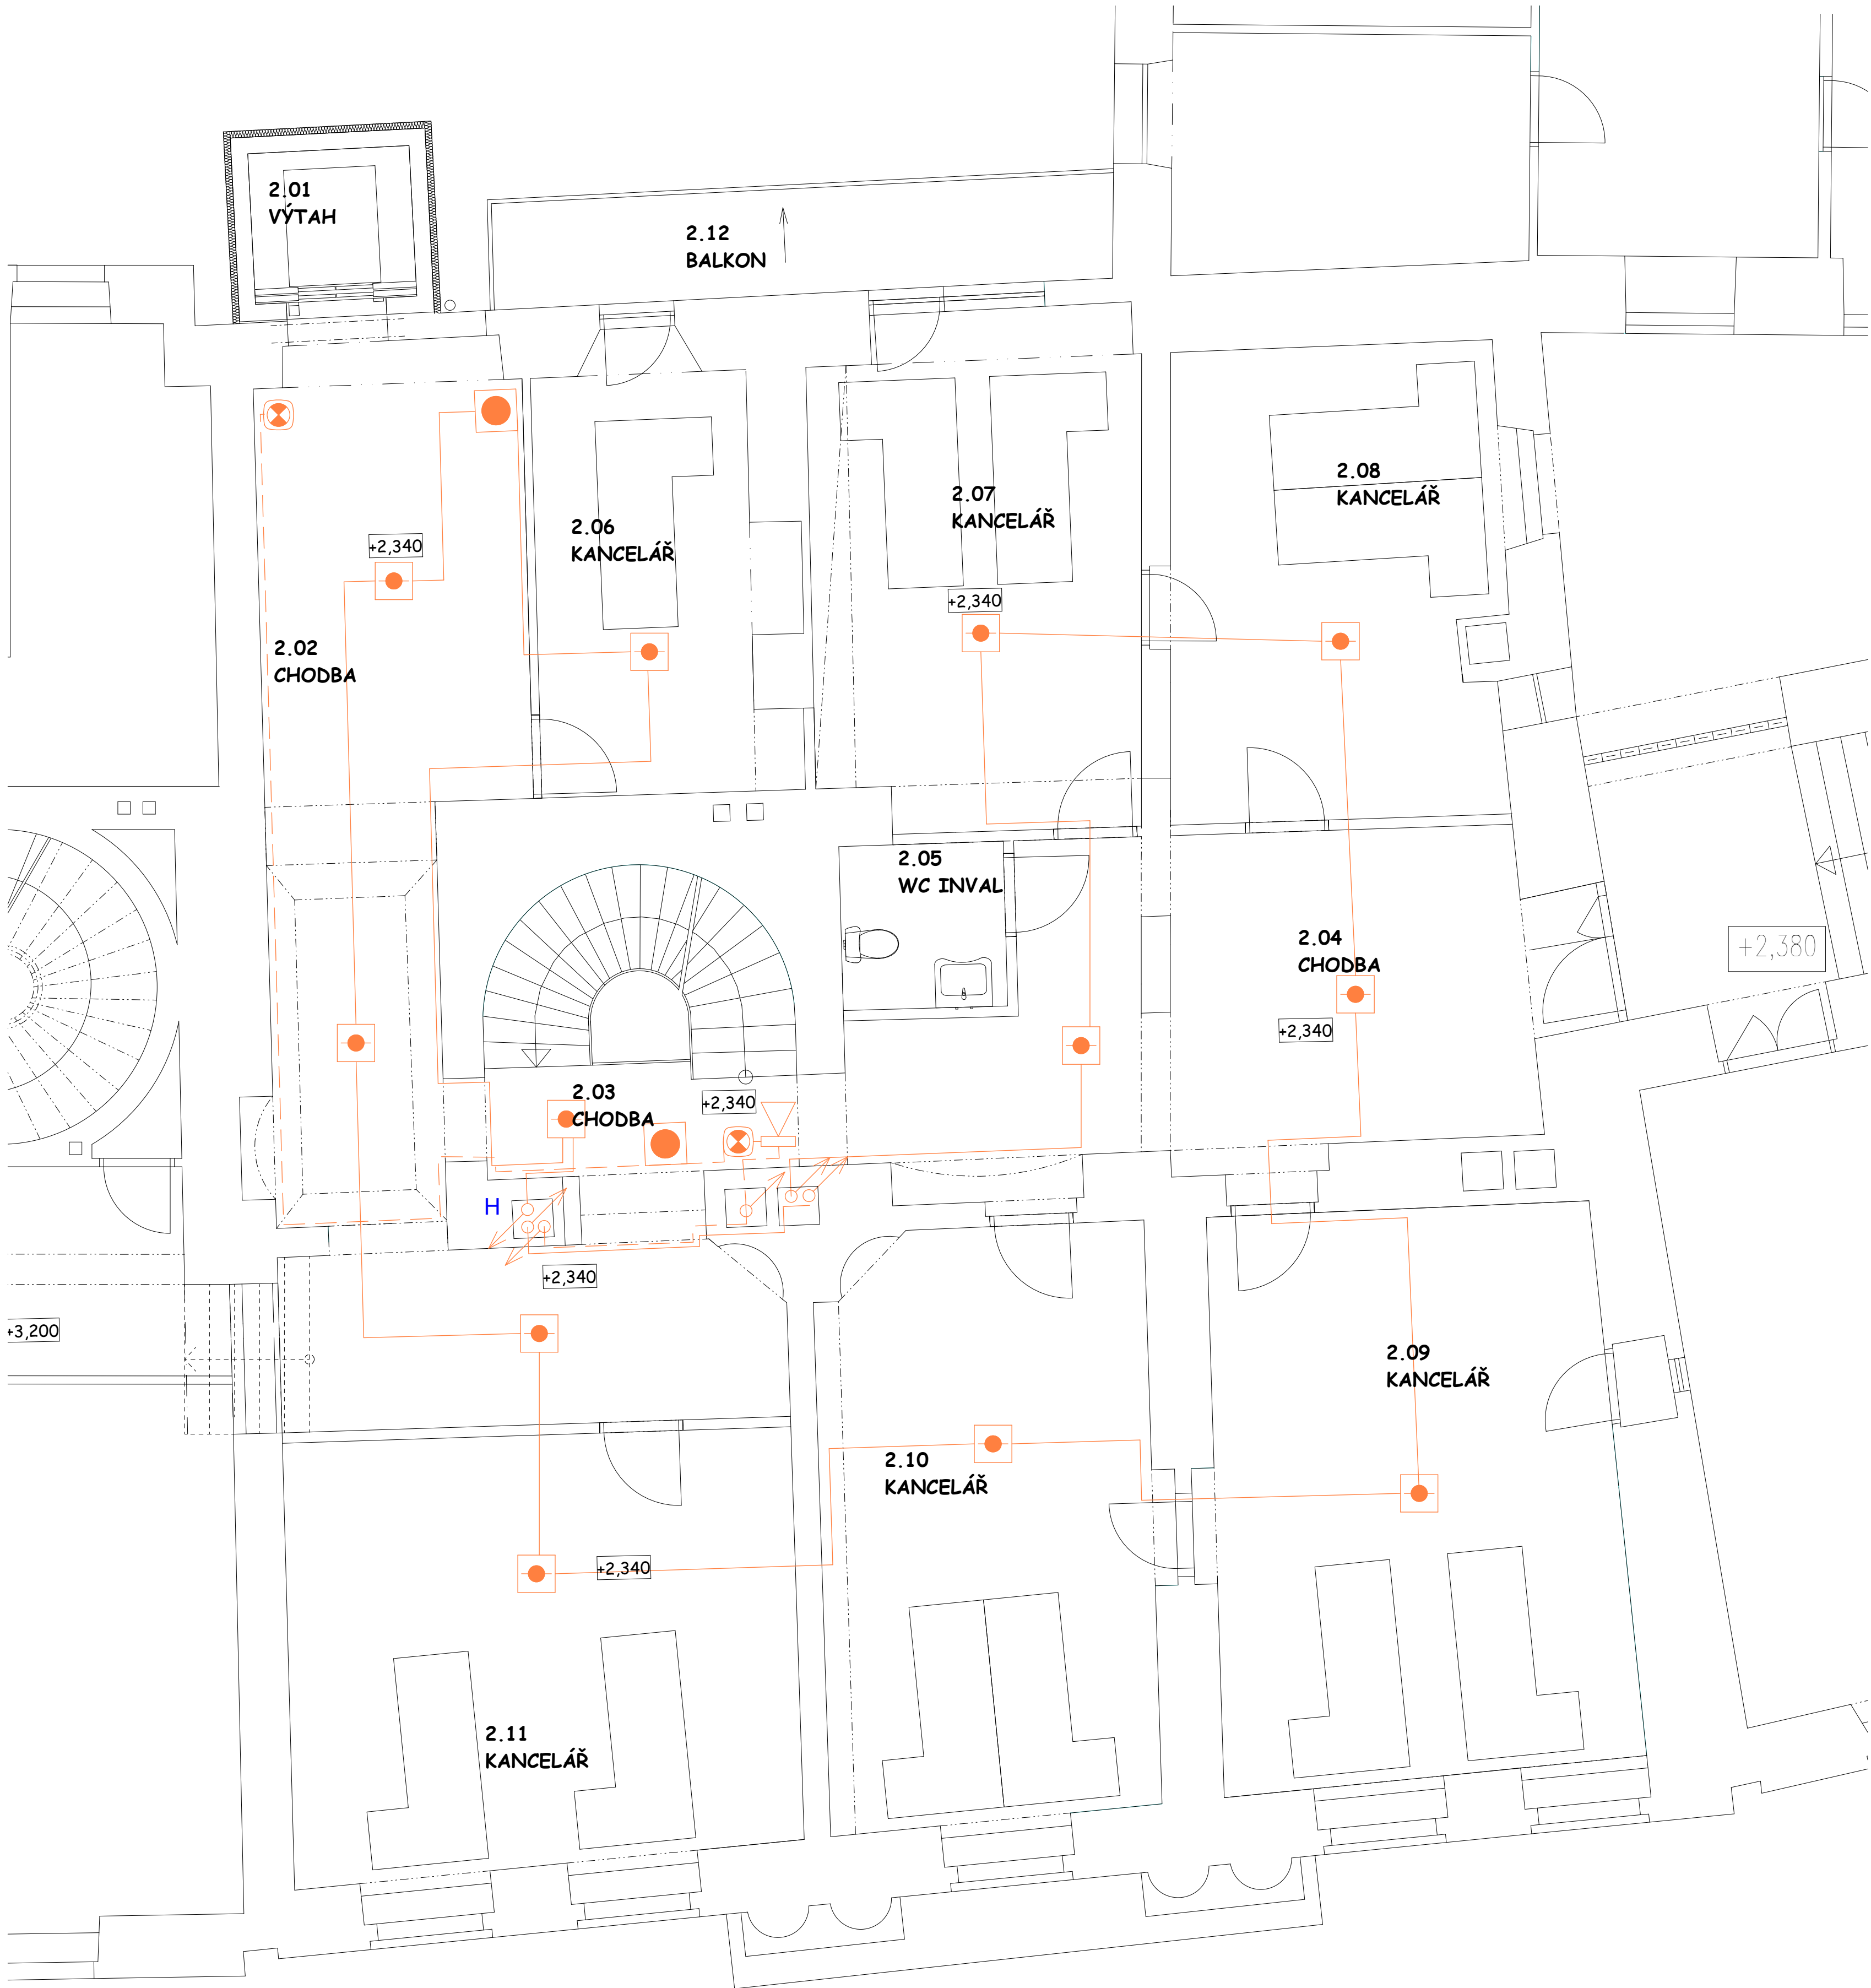 2.01
VÝTAH
2.12
BALKON
2.08
KANCELÁŘ
2.07
KANCELÁŘ
2.06
KANCELÁŘ
+2,340
+2,340
2.02
CHODBA
2.05
WC INVAL
2.04
CHODBA
+2,380
+2,340
2.03
CHODBA
+2,340
H
+2,340
+3,200
2.09
KANCELÁŘ
2.10
KANCELÁŘ
+2,340
2.11
KANCELÁŘ